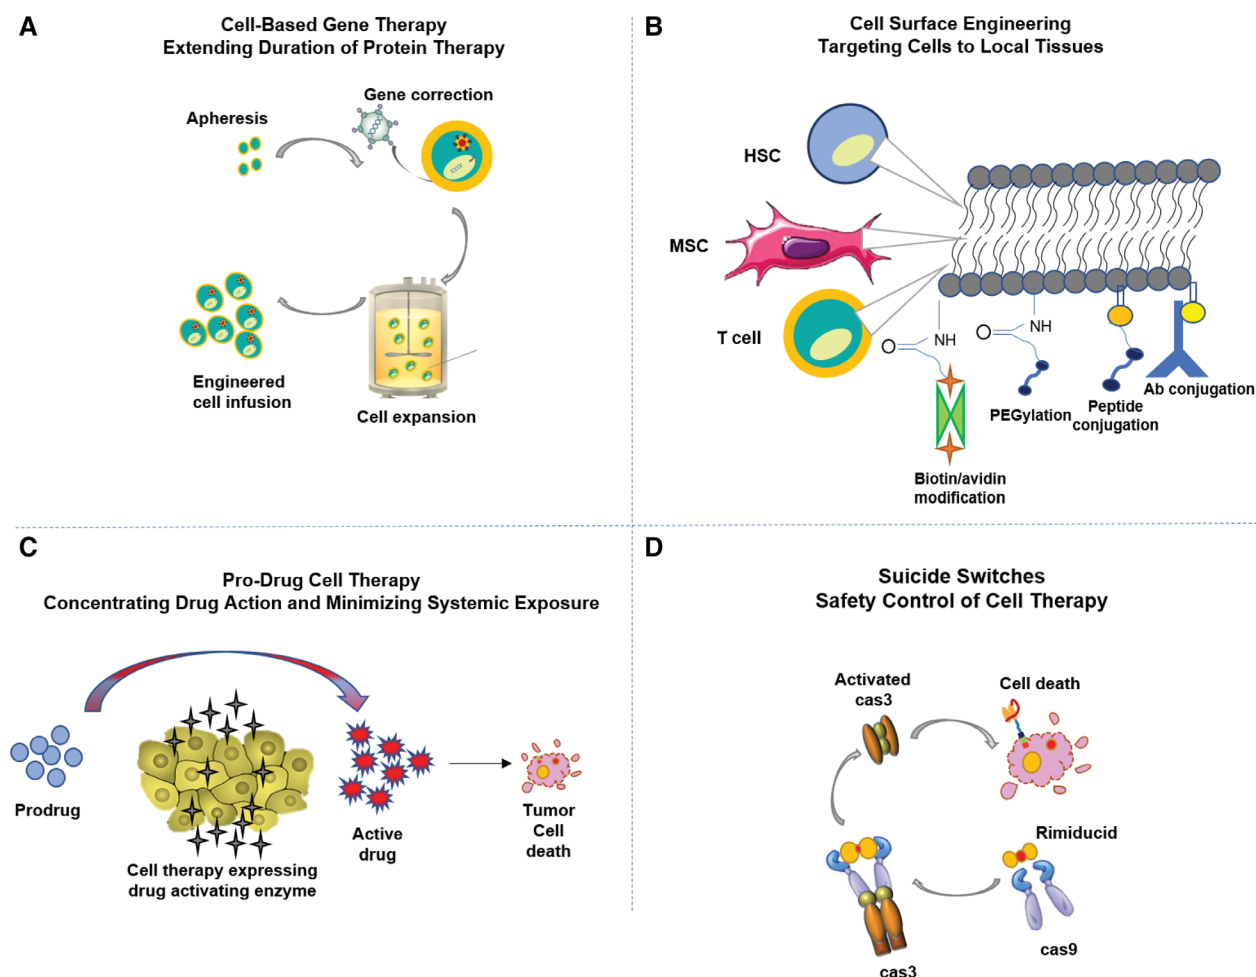 A
Cell-Based Gene Therapy
Extending Duration of Protein Therapy
Apheresis
Gene correction
XXXX
Engineered
cell infusion
Cell expansion
B
Cell Surface Engineering
Targeting Cells to Local Tissues
HSC
MSC
T cell
O
NH
O
NH
PEGylation
Peptide
conjugation
Ab conjugation
Biotin/avidin
modification
C
Pro-Drug Cell Therapy
Concentrating Drug Action and Minimizing Systemic Exposure
Prodrug
Cell therapy expressing
drug activating enzyme
Active
drug
Tumor
Cell
death
D
Suicide Switches
Safety Control of Cell Therapy
Activated
cas3
Cell death
Rimiducid
cas9
cas3